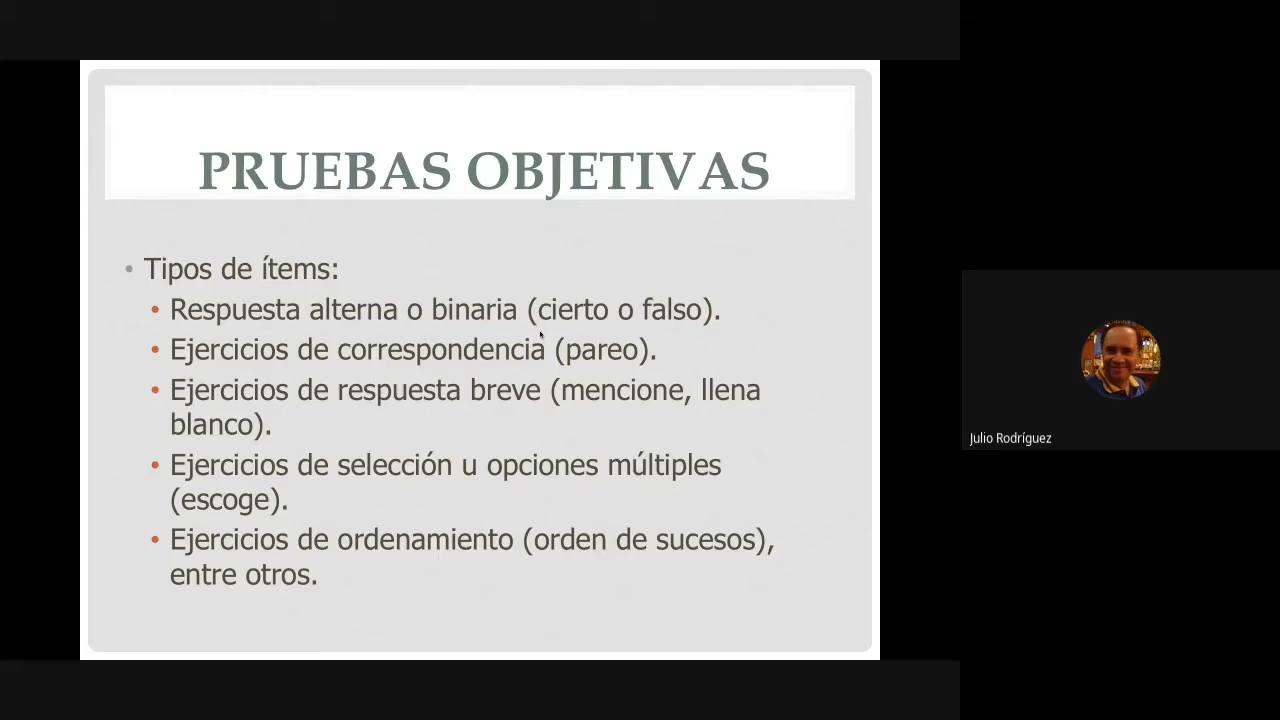 PRUEBAS OBJETIVAS
• Tipos de ítems:
• Respuesta alterna o binaria (cierto o falso).
• Ejercicios de correspondencia (pareo).
• Ejercicios de respuesta breve (mencione, llena
blanco).
• Ejercicios de selección u opciones múltiples
(escoge).
• Ejercicios de ordenamiento (orden de sucesos),
entre otros.
Julio Rodríguez